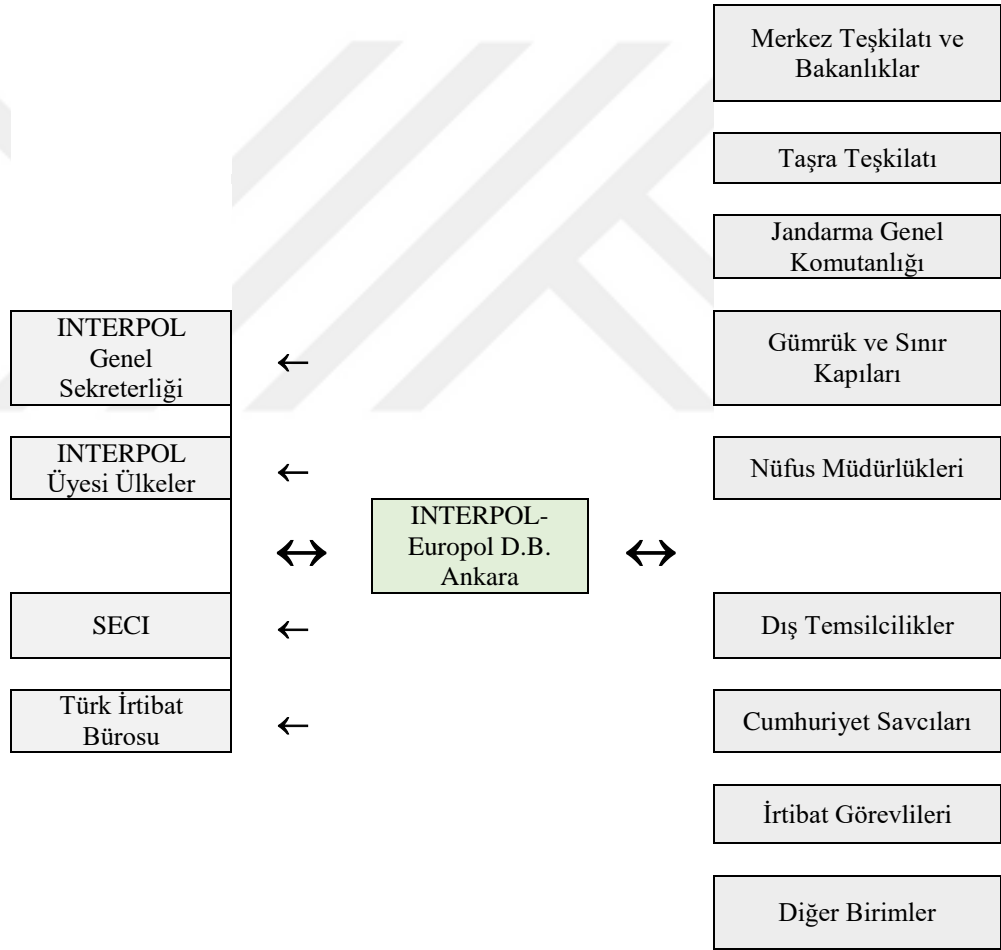 Merkez Teşkilatı ve
Bakanlıklar
Taşra Teşkilatı
Jandarma Genel
Komutanlığı
INTERPOL
Genel
Sekreterliği
←
Gümrük ve Sınır
Kapıları
INTERPOL
Üyesi Ülkeler
←
Nüfus Müdürlükleri
↔
INTERPOL-
Europol D.B.
Ankara
↔
SECI
←
Dış Temsilcilikler
Türk İrtibat
Bürosu
←
Cumhuriyet Savcıları
İrtibat Görevlileri
Diğer Birimler